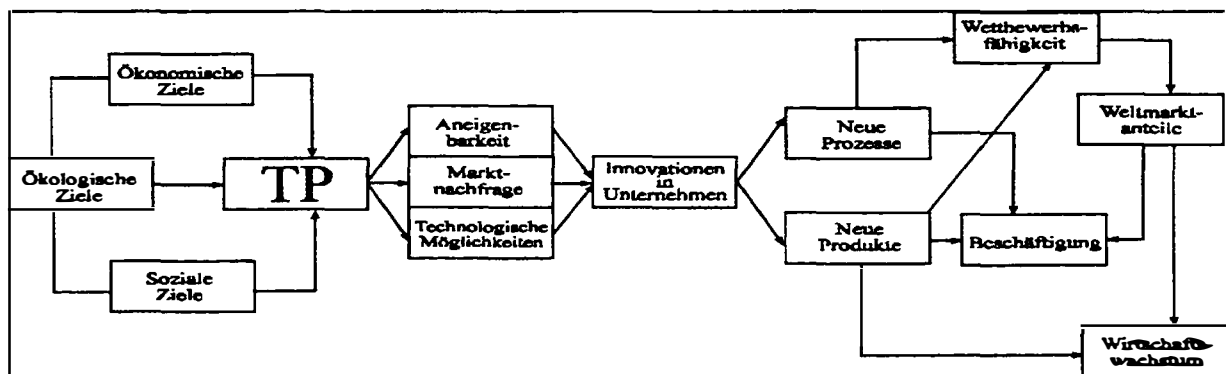 Ökonomische
Ziele
Ökologische
Ziele
Soziale
Ziele
TP
Aneigen-
barkeit
Markt-
nachfrage
Technologische
Möglichkeiten
Innovationen
in
Unternehmen
Neue
Prozesse
Neue
Produkte
Wettbewerbs-
fähigkeit
Weltmarkt-
anteile
Beschäftigung
Wirtschafts-
wachstum